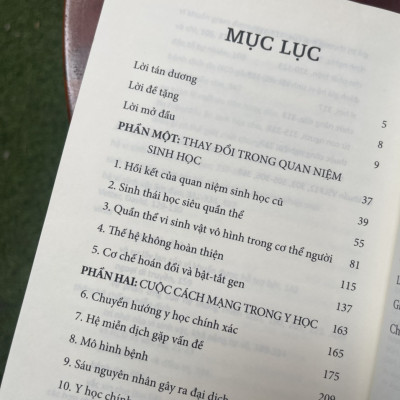 MỤC LỤC
Lời tán dương 5
Lời đề tặng 8
Lời mở đầu 9
PHẦN MỘT: THAY ĐỔI TRONG QUAN NIỆM
SINH HỌC 37
1. Hồi kết của quan niệm sinh học cũ 39
2. Sinh thái học siêu quần thể 55
3. Quần thể vi sinh vật vô hình trong cơ thể người 81
4. Thế hệ không hoàn thiện 115
5. Cơ chế hoán đổi và bật-tắt gen 137
PHẦN HAI: CUỘC CÁCH MẠNG TRONG Y HỌC 163
6. Chuyển hướng y học chính xác 165
7. Hệ miễn dịch gặp vấn đề 175
8. Mô hình bệnh 209
9. Sáu nguyên nhân gây ra đại dịch
10. Y học chính